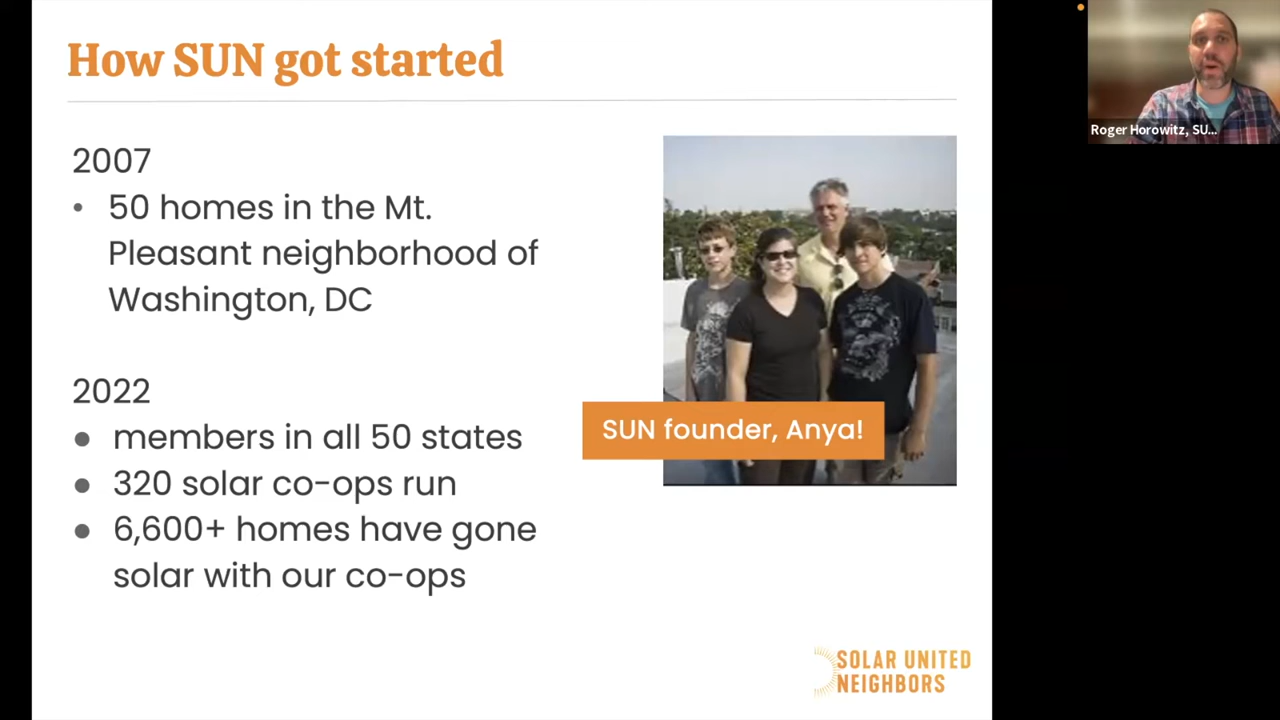 How SUN got started
2007
• 50 homes in the Mt.
Pleasant neighborhood of
Washington, DC
2022
● members in all 50 states
● 320 solar co-ops run
● 6,600+ homes have gone
solar with our co-ops
SUN founder, Anya!
SOLAR UNITED
NEIGHBORS
Roger Horowitz, SU...